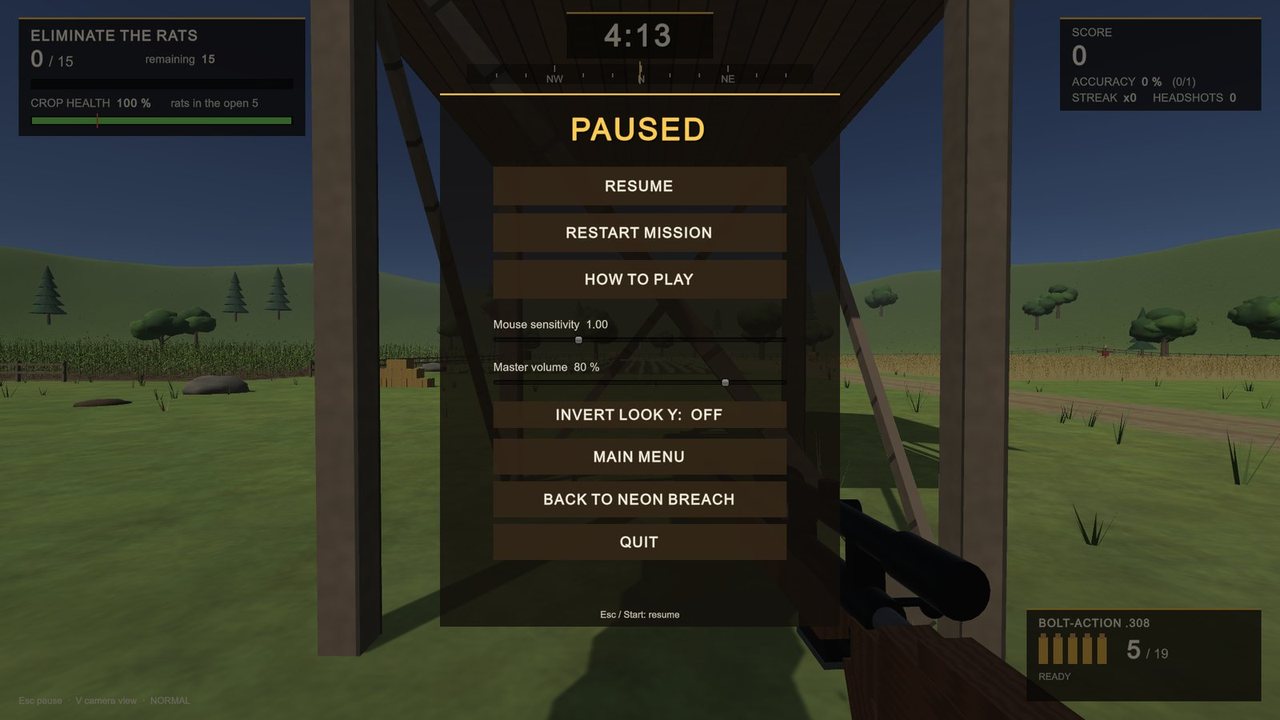 ELIMINATE THE RATS
0 / 15 remaining 15
CROP HEALTH 100 % rats in the open 5
4:13
NW N NE
SCORE
0
ACCURACY 0 % (0/1)
STREAK x0 HEADSHOTS 0
PAUSED
RESUME
RESTART MISSION
HOW TO PLAY
Mouse sensitivity 1.00
Master volume 80 %
INVERT LOOK Y: OFF
MAIN MENU
BACK TO NEON BREACH
QUIT
Esc / Start: resume
BOLT-ACTION .308
5 / 19
READY
Esc pause · V camera view · NORMAL